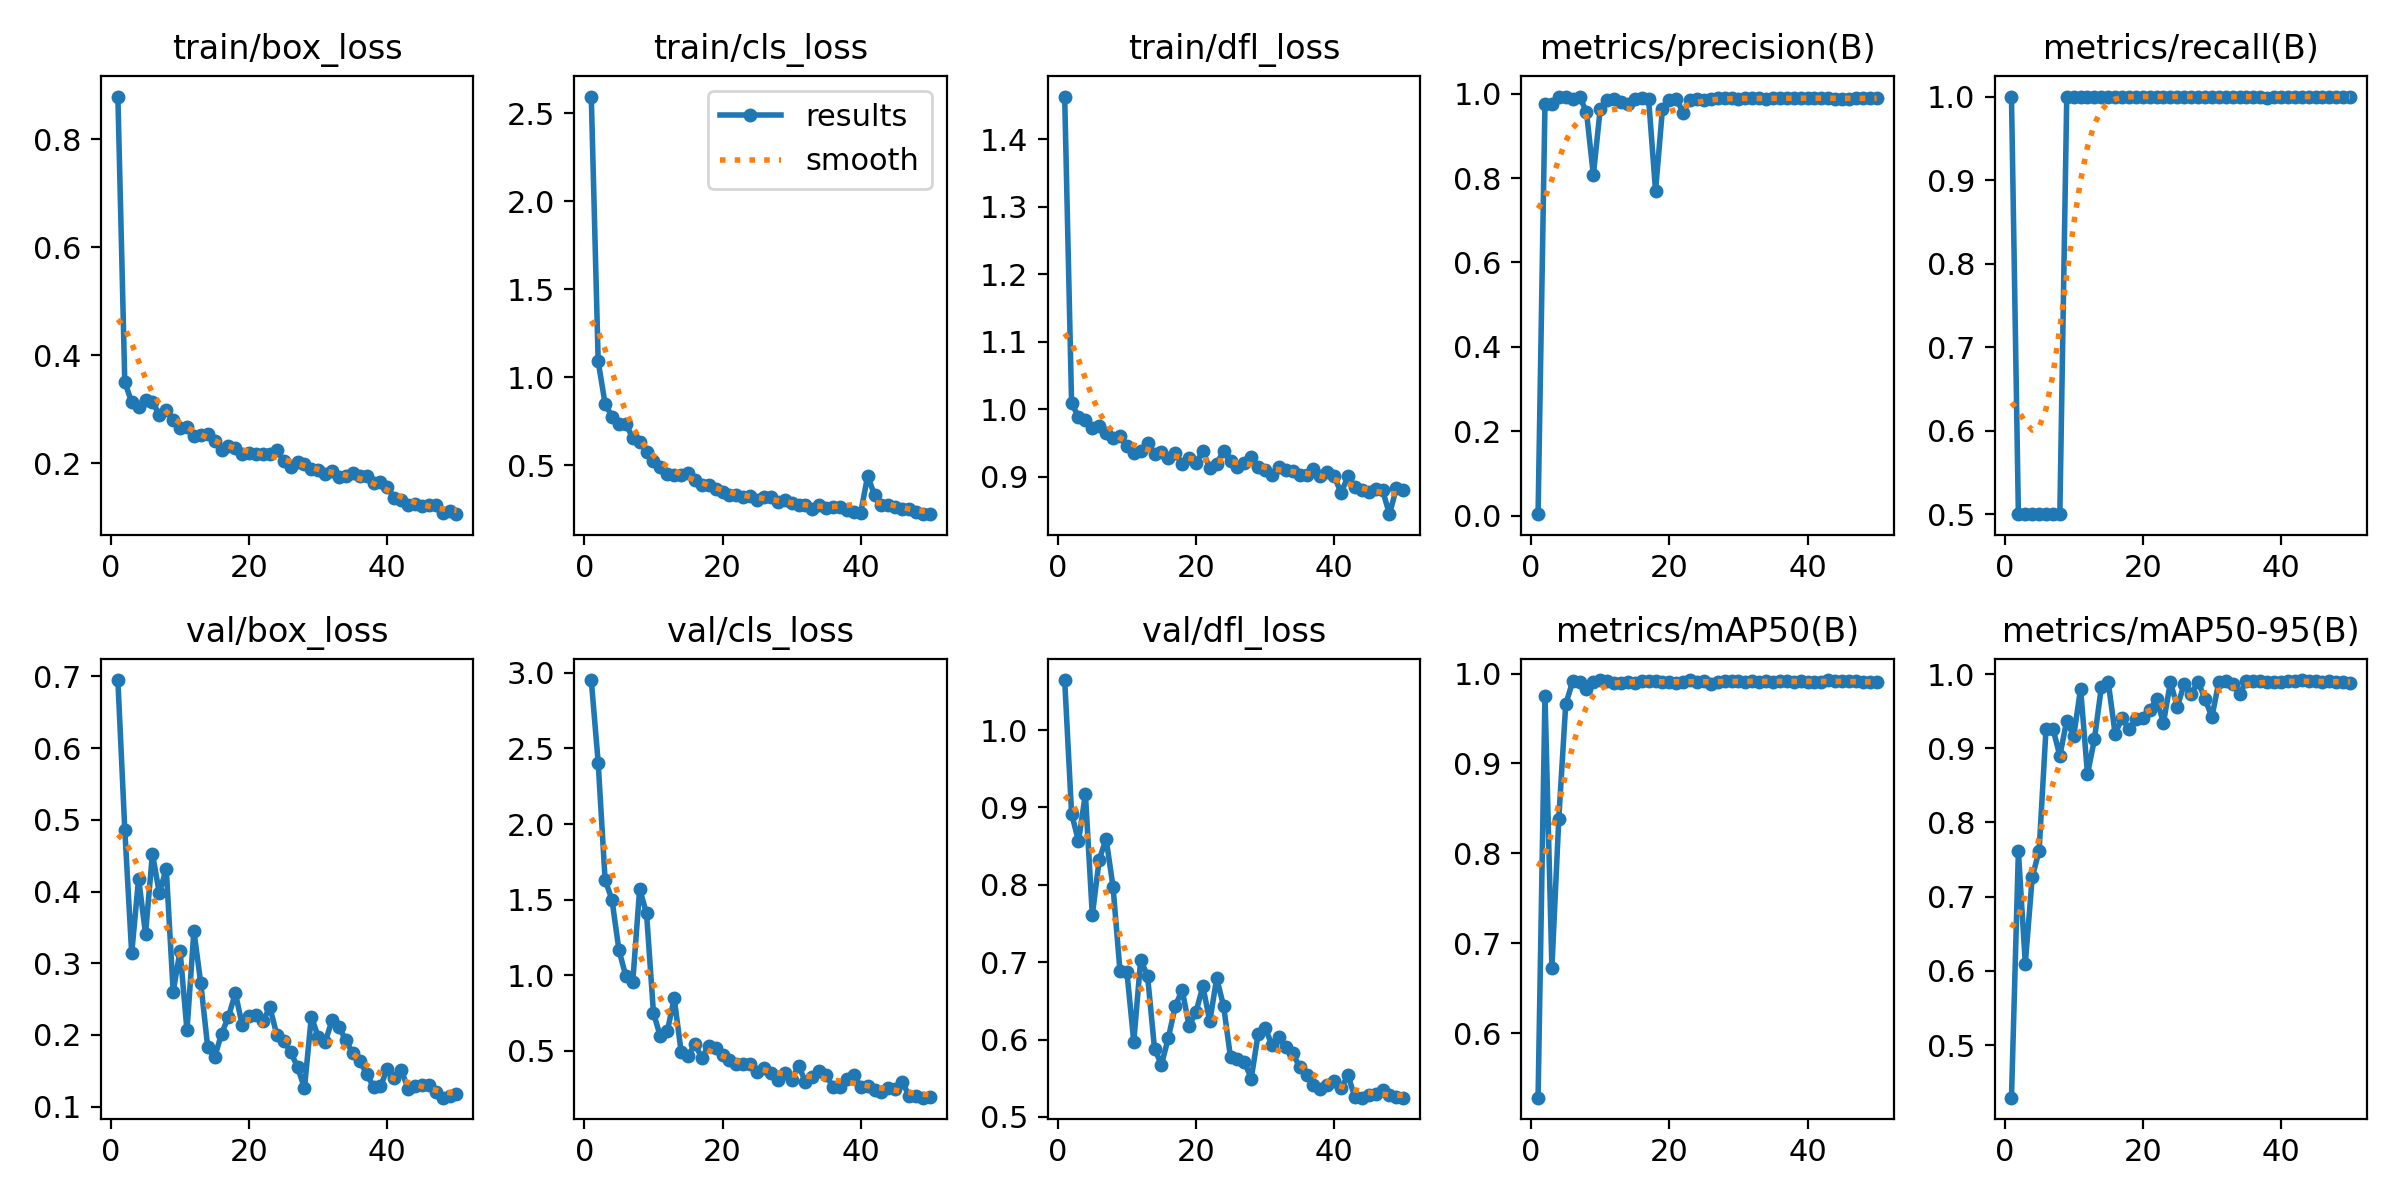 train/box_loss
0.8
0.6
0.4
0.2
0 20 40
train/cls_loss
results
smooth
2.5
2.0
1.5
1.0
0.5
0 20 40
train/dfl_loss
1.4
1.3
1.2
1.1
1.0
0.9
0 20 40
metrics/precision(B)
1.0
0.8
0.6
0.4
0.2
0.0
0 20 40
metrics/recall(B)
1.0
0.9
0.8
0.7
0.6
0.5
0 20 40
val/box_loss
0.7
0.6
0.5
0.4
0.3
0.2
0.1
0 20 40
val/cls_loss
3.0
2.5
2.0
1.5
1.0
0.5
0 20 40
val/dfl_loss
1.0
0.9
0.8
0.7
0.6
0.5
0 20 40
metrics/mAP50(B)
1.0
0.9
0.8
0.7
0.6
0 20 40
metrics/mAP50-95(B)
1.0
0.9
0.8
0.7
0.6
0.5
0 20 40